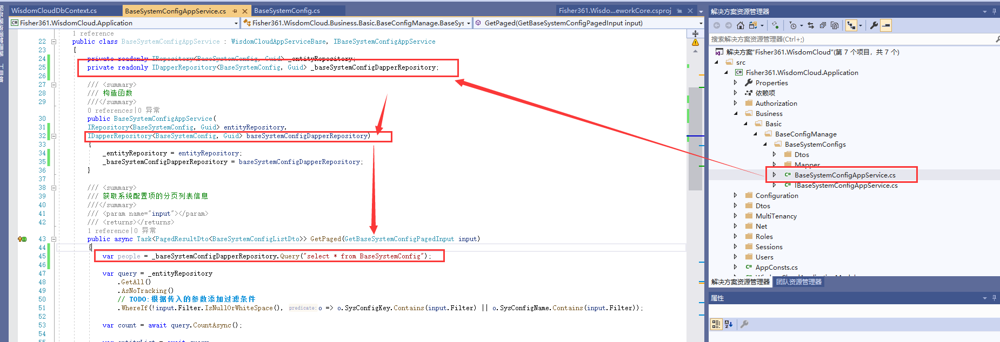 WisdomCloudDbContext.cs
BaseSystemConfigAppService.cs
BaseSystemConfig.cs
Fisher361.Wisdo...eworkCore.csproj
Fisher361.WisdomCloud.Application
Fisher361.WisdomCloud.Business.Basic.BaseConfigManage.BaseSy
GetPaged(GetBaseSystemConfigPagedInput input)
1 reference
22 public class BaseSystemConfigAppService : WisdomCloudAppServiceBase, IBaseSystemConfigAppService
23 {
24 private readonly IRepository<BaseSystemConfig, Guid> _entityRepository;
25 private readonly IDapperRepository<BaseSystemConfig, Guid> _baseSystemConfigDapperRepository;
26
27 /// <summary>
28 /// 构造函数
29 ///</summary>
0 references|0 异常
30 public BaseSystemConfigAppService(
31 IRepository<BaseSystemConfig, Guid> entityRepository,
32 IDapperRepository<BaseSystemConfig, Guid> baseSystemConfigDapperRepository)
33 {
34 _entityRepository = entityRepository;
35 _baseSystemConfigDapperRepository = baseSystemConfigDapperRepository;
36 }
37
38 /// <summary>
39 /// 获取系统配置项的分页列表信息
40 ///</summary>
41 /// <param name="input"></param>
42 /// <returns></returns>
1 reference|0 异常
43 public async Task<PagedResultDto<BaseSystemConfigListDto>> GetPaged(GetBaseSystemConfigPagedInput input)
44 {
45 var people = _baseSystemConfigDapperRepository.Query("select * from BaseSystemConfig");
46
47 var query = _entityRepository
48 .GetAll()
49 .AsNoTracking()
50 // TODO:根据传入的参数添加过滤条件
51 .WhereIf(!input.Filter.IsNullOrWhiteSpace(), predicate: o => o.SysConfigKey.Contains(input.Filter) || o.SysConfigName.Contains(input.Filter));
52
53 var count = await query.CountAsync();
54
55
解决方案资源管理器
搜索解决方案资源管理器(Ctrl+;)
解决方案"Fisher361.WisdomCloud"(第 7 个项目，共 7 个)
src
Fisher361.WisdomCloud.Application
Properties
依赖项
Authorization
Business
Basic
BaseConfigManage
BaseSystemConfigs
Dtos
Mapper
BaseSystemConfigAppService.cs
IBaseSystemConfigAppService.cs
Configuration
Dtos
MultiTenancy
Net
Roles
Sessions
Users
AppConsts.cs
解决方案资源管理器
团队资源管理器
属性